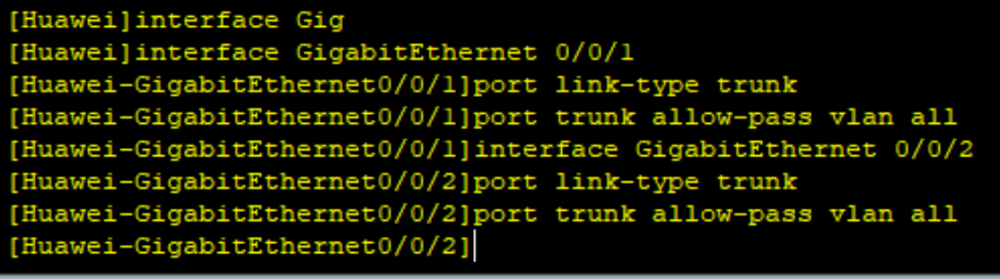 [Huawei]interface Gig
[Huawei]interface GigabitEthernet 0/0/1
[Huawei-GigabitEthernet0/0/1]port link-type trunk
[Huawei-GigabitEthernet0/0/1]port trunk allow-pass vlan all
[Huawei-GigabitEthernet0/0/1]interface GigabitEthernet 0/0/2
[Huawei-GigabitEthernet0/0/2]port link-type trunk
[Huawei-GigabitEthernet0/0/2]port trunk allow-pass vlan all
[Huawei-GigabitEthernet0/0/2]